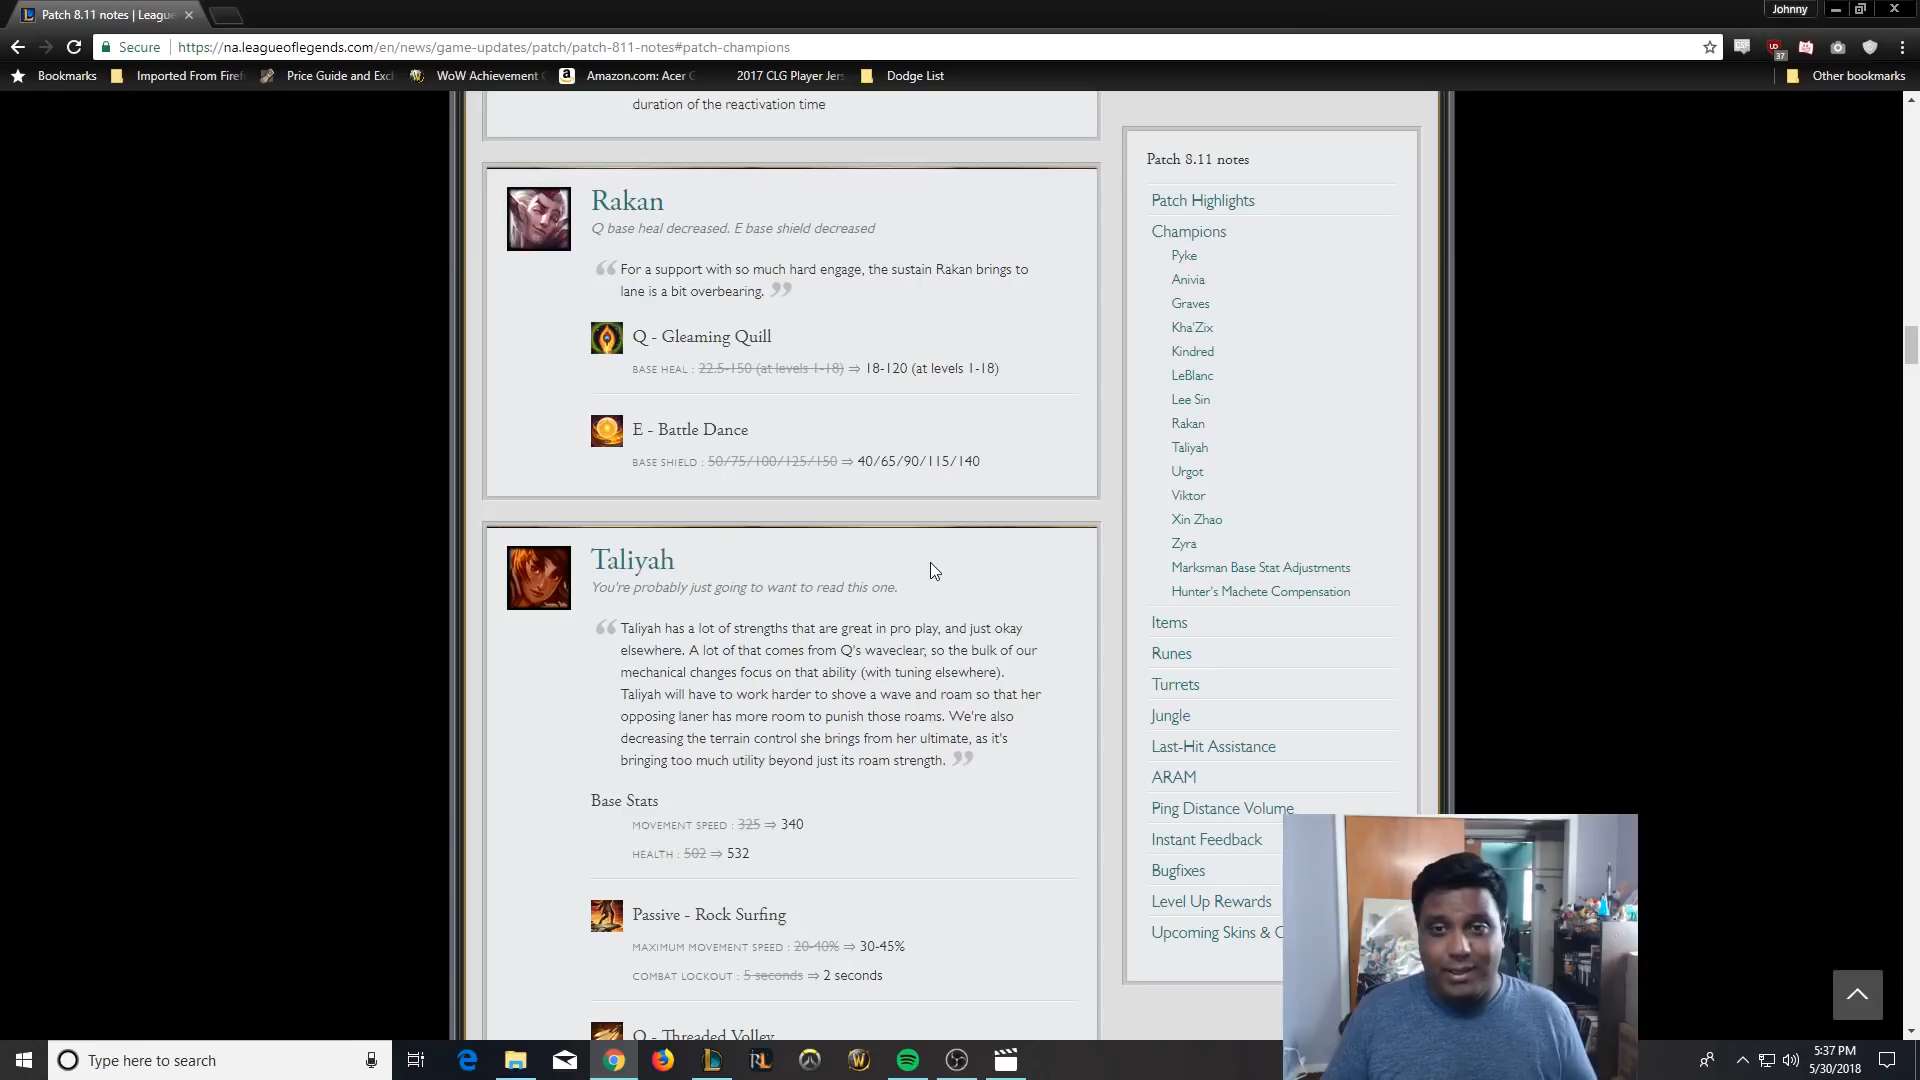 Patch 8.11 notes | Leagu
Johnny
Secure
https://na.leagueoflegends.com/en/news/game-updates/patch/patch-811-notes#patch-champions
37
Bookmarks
Imported From Firef
Price Guide and Excl
WoW Achievement
Amazon.com: Acer
2017 CLG Player Jers
Dodge List
Other bookmarks
duration of the reactivation time
Rakan
Q base heal decreased. E base shield decreased
“ For a support with so much hard engage, the sustain Rakan brings to
lane is a bit overbearing. ”
Q - Gleaming Quill
BASE HEAL : 22.5-150 (at levels 1-18) ⇒ 18-120 (at levels 1-18)
E - Battle Dance
BASE SHIELD : 50/75/100/125/150 ⇒ 40/65/90/115/140
Taliyah
You're probably just going to want to read this one.
“ Taliyah has a lot of strengths that are great in pro play, and just okay
elsewhere. A lot of that comes from Q's waveclear, so the bulk of our
mechanical changes focus on that ability (with tuning elsewhere).
Taliyah will have to work harder to shove a wave and roam so that her
opposing laner has more room to punish those roams. We're also
decreasing the terrain control she brings from her ultimate, as it's
bringing too much utility beyond just its roam strength. ”
Base Stats
MOVEMENT SPEED : 325 ⇒ 340
HEALTH : 502 ⇒ 532
Passive - Rock Surfing
MAXIMUM MOVEMENT SPEED : 20-40% ⇒ 30-45%
COMBAT LOCKOUT : 5 seconds ⇒ 2 seconds
Q - Threaded Volley
Patch 8.11 notes
Patch Highlights
Champions
Pyke
Anivia
Graves
Kha'Zix
Kindred
LeBlanc
Lee Sin
Rakan
Taliyah
Urgot
Viktor
Xin Zhao
Zyra
Marksman Base Stat Adjustments
Hunter's Machete Compensation
Items
Runes
Turrets
Jungle
Last-Hit Assistance
ARAM
Ping Distance Volume
Instant Feedback
Bugfixes
Level Up Rewards
Upcoming Skins & C
Type here to search
RL
5:37 PM
5/30/2018